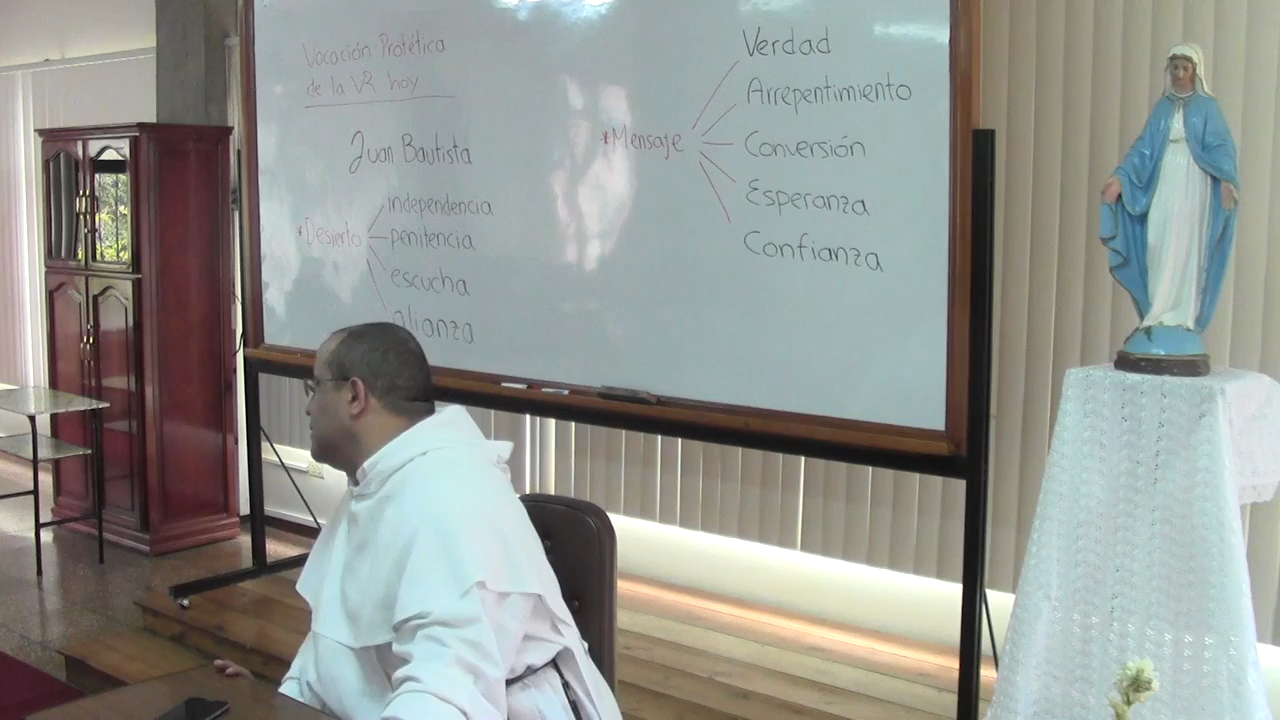 Vocación Profética
de la VR hoy
Juan Bautista
*Desierto
independencia
penitencia
escucha
alianza
*Mensaje
Verdad
Arrepentimiento
Conversión
Esperanza
Confianza